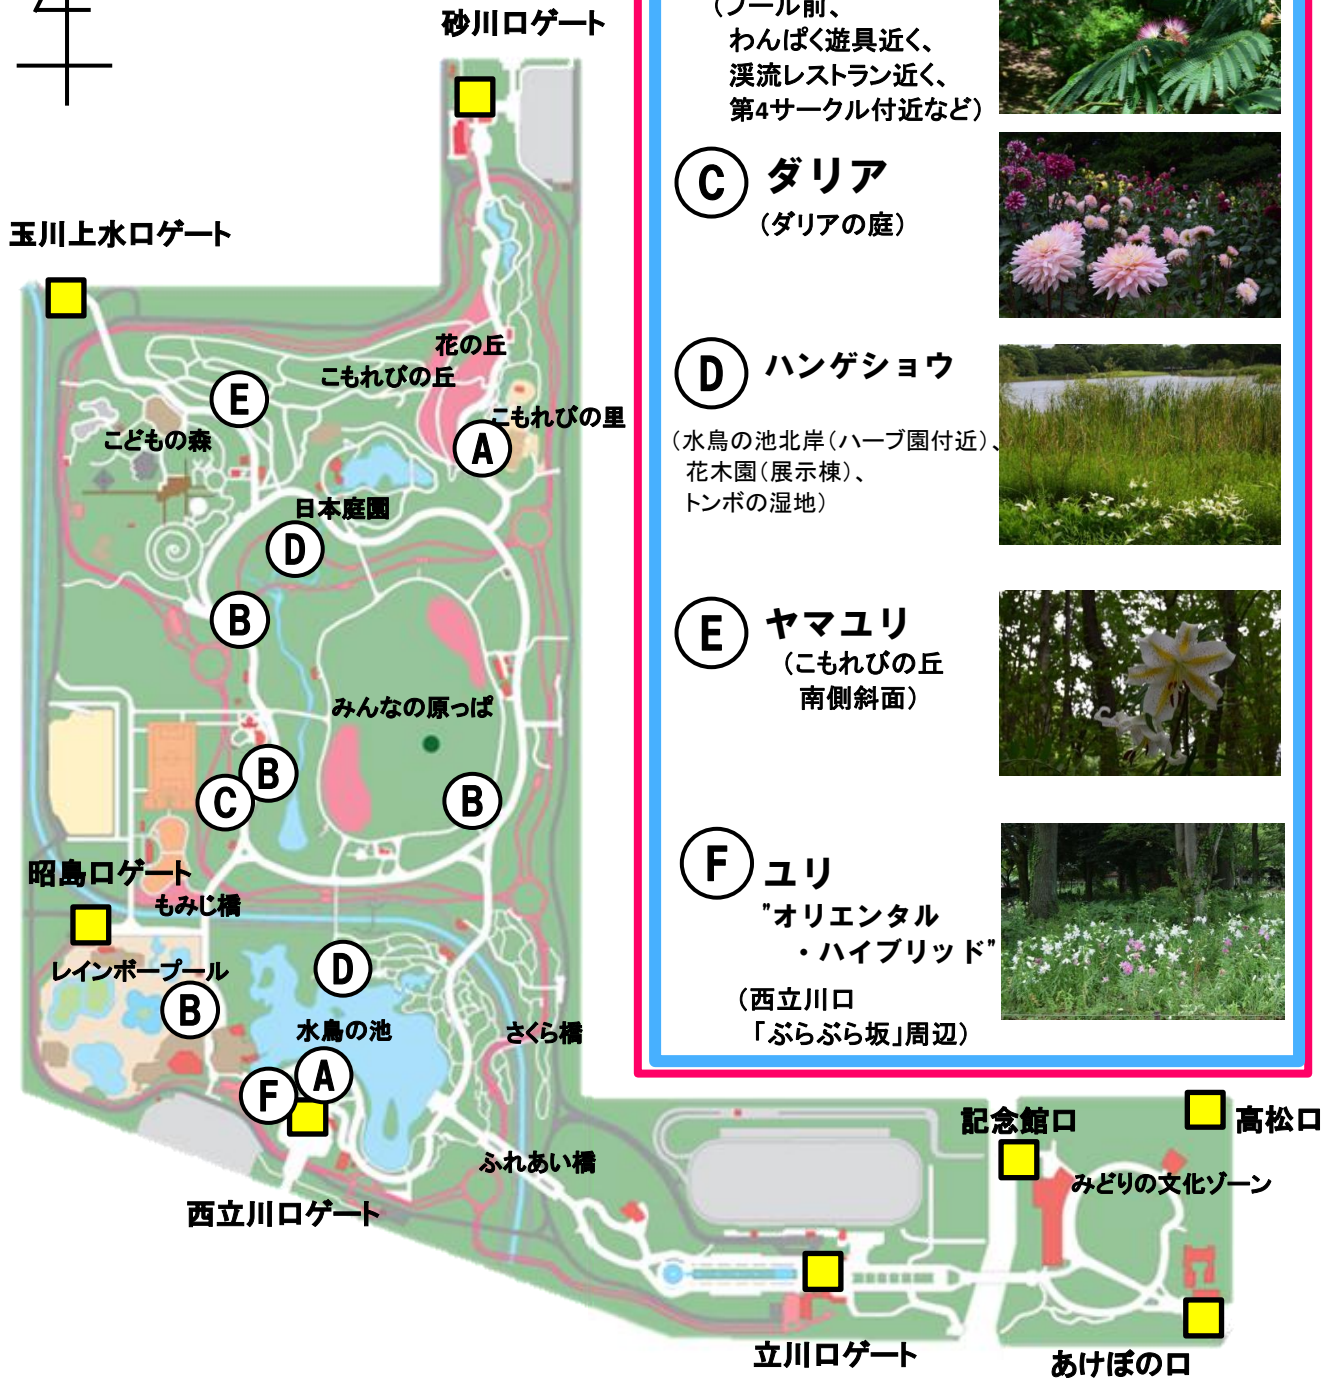 砂川口ゲート
玉川上水口ゲート
花の丘
こもれびの丘
E
こもれびの里
こどもの森
A
日本庭園
D
B
みんなの原っぱ
B
C
B
昭島口ゲート
もみじ橋
レインボープール
D
B
水鳥の池
さくら橋
A
F
ふれあい橋
西立川口ゲート
(プール前、
わんぱく遊具近く、
渓流レストラン近く、
第4サークル付近など)
C ダリア
(ダリアの庭)
D ハンゲショウ
(水鳥の池北岸(ハーブ園付近)、
花木園(展示棟)、
トンボの湿地)
E ヤマユリ
(こもれびの丘
南側斜面)
F ユリ
"オリエンタル
・ハイブリッド"
(西立川口
「ぶらぶら坂」周辺)
記念館口
高松口
みどりの文化ゾーン
立川口ゲート
あけぼの口